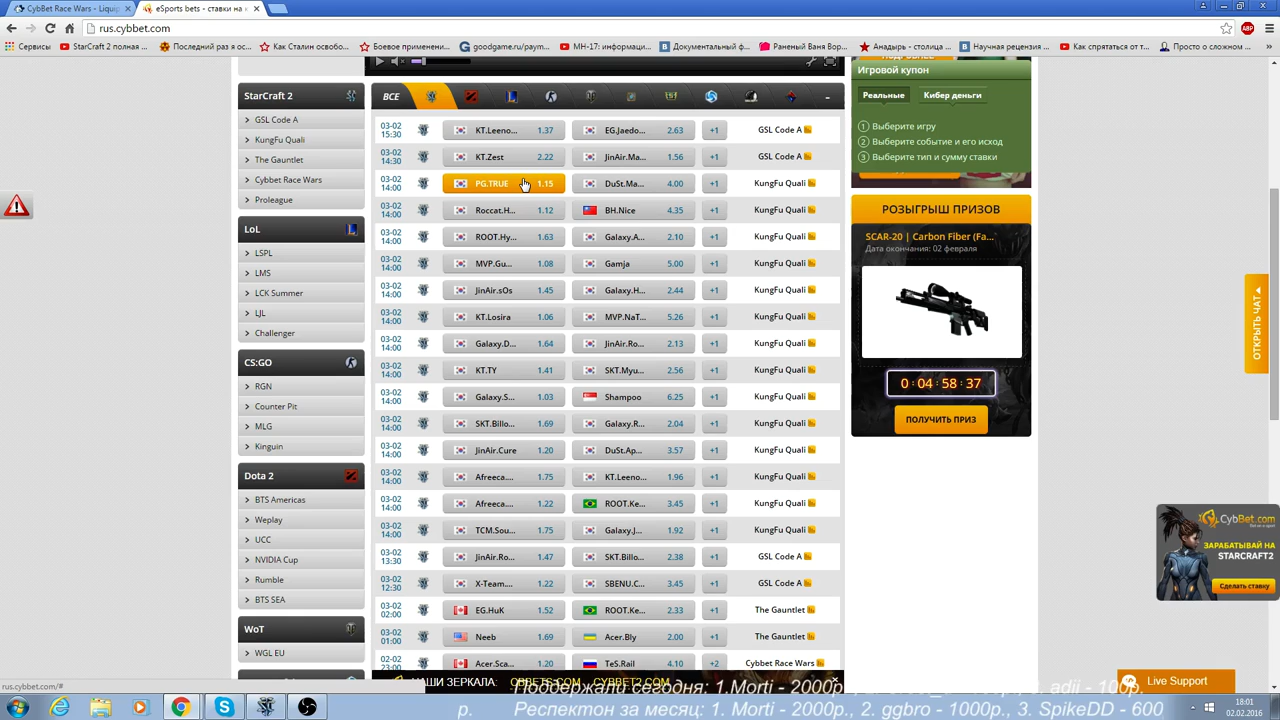 CybBet Race Wars - Liquip
eSports bets - ставки на к
rus.cybbet.com
Сервисы
StarCraft 2 полная
Последний раз я ос
Как Сталин освобо
Боевое применени
goodgame.ru/paym
МН-17: информаци
Документальный ф
Раненый Ваня Вор
Анадырь - столица
Научная рецензия
Как спрятаться от т
Просто о сложном
StarCraft 2
GSL Code A
KungFu Quali
The Gauntlet
Cybbet Race Wars
Proleague
LoL
LSPL
LMS
LCK Summer
LJL
Challenger
CS:GO
RGN
Counter Pit
MLG
Kinguin
Dota 2
BTS Americas
Weplay
UCC
NVIDIA Cup
Rumble
BTS SEA
WoT
WGL EU
ВСЕ
03-02 15:30 KT.Leeno... 1.37 EG.Jaedo... 2.63 +1 GSL Code A
03-02 14:30 KT.Zest 2.22 JinAir.Ma... 1.56 +1 GSL Code A
03-02 14:00 PG.TRUE 1.15 DuSt.Ma... 4.00 +1 KungFu Quali
03-02 14:00 Roccat.H... 1.12 BH.Nice 4.35 +1 KungFu Quali
03-02 14:00 ROOT.Hy... 1.63 Galaxy.A... 2.10 +1 KungFu Quali
03-02 14:00 MVP.Gu... 1.08 Gamja 5.00 +1 KungFu Quali
03-02 14:00 JinAir.sOs 1.45 Galaxy.H... 2.44 +1 KungFu Quali
03-02 14:00 KT.Losira 1.06 MVP.NaT... 5.26 +1 KungFu Quali
03-02 14:00 Galaxy.D... 1.64 JinAir.Ro... 2.13 +1 KungFu Quali
03-02 14:00 KT.TY 1.41 SKT.Myu... 2.56 +1 KungFu Quali
03-02 14:00 Galaxy.S... 1.03 Shampoo 6.25 +1 KungFu Quali
03-02 14:00 SKT.Billo... 1.69 Galaxy.R... 2.04 +1 KungFu Quali
03-02 14:00 JinAir.Cure 1.20 DuSt.Ap... 3.57 +1 KungFu Quali
03-02 14:00 Afreeca.... 1.75 KT.Leeno... 1.96 +1 KungFu Quali
03-02 14:00 Afreeca.... 1.22 ROOT.Ke... 3.45 +1 KungFu Quali
03-02 14:00 TCM.Sou... 1.75 Galaxy.J... 1.92 +1 KungFu Quali
03-02 13:30 JinAir.Ro... 1.47 SKT.Billo... 2.38 +1 GSL Code A
03-02 12:30 X-Team.... 1.22 SBENU.C... 3.45 +1 GSL Code A
03-02 02:00 EG.HuK 1.52 ROOT.Ke... 2.33 +1 The Gauntlet
03-02 01:00 Neeb 1.69 Acer.Bly 2.00 +1 The Gauntlet
02-02 23:00 Acer.Sca... 1.20 TeS.Rail 4.10 +2 Cybbet Race Wars
Игровой купон
Реальные Кибер деньги
1 Выберите игру
2 Выберите событие и его исход
3 Выберите тип и сумму ставки
РОЗЫГРЫШ ПРИЗОВ
SCAR-20 | Carbon Fiber (Fa...
Дата окончания: 02 февраля
0 : 04 : 58 : 37
ПОЛУЧИТЬ ПРИЗ
ОТКРЫТЬ ЧАТ
CybBet.com
ЗАРАБАТЫВАЙ НА
STARCRAFT2
Сделать ставку
Live Support
НАШИ ЗЕРКАЛА: CYBBET2.COM
rus.cybbet.com/#
Поддержали сегодня: 1.Morti - 2000р., 3. adii - 100р.
р. Респектон за месяц: 1. Morti - 2000р., 2. ggbro - 1000р., 3. SpikeDD - 600
18:01
02.02.2016